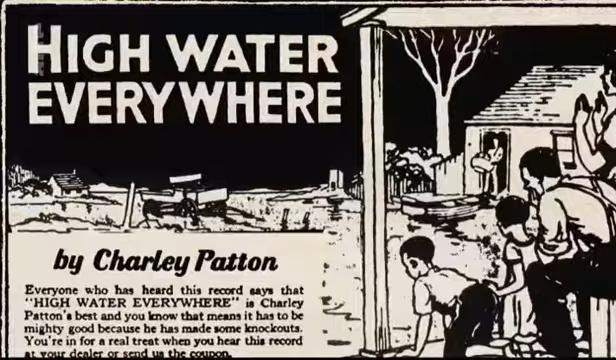 HIGH WATER
EVERYWHERE
by Charley Patton
Everyone who has heard this record says that
"HIGH WATER EVERYWHERE" is Charley
Patton's best and you know that means it has to be
mighty good because he has made some knockouts.
You're in for a real treat when you hear this record
at your dealer or send us the coupon.